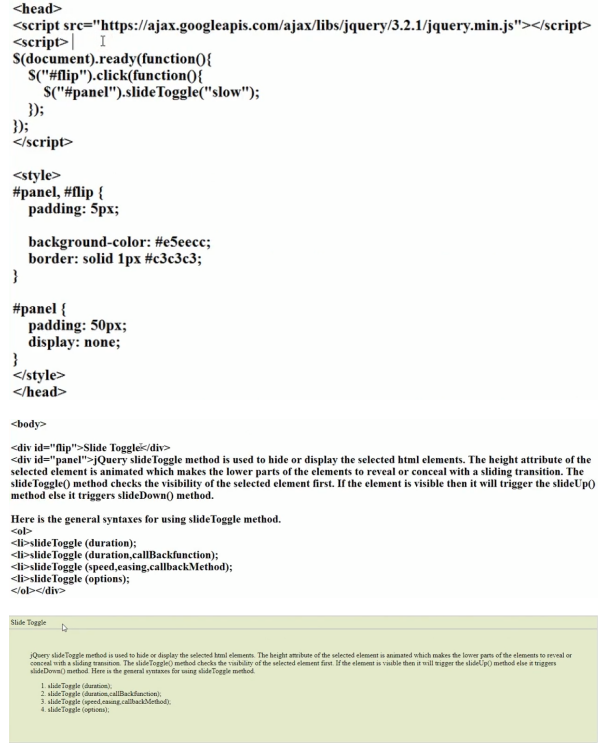 <head>
<script src="https://ajax.googleapis.com/ajax/libs/jquery/3.2.1/jquery.min.js"></script>
<script>
$(document).ready(function(){
$("#flip").click(function(){
$("#panel").slideToggle("slow");
});
});
</script>
<style>
#panel, #flip {
padding: 5px;
background-color: #e5eecc;
border: solid 1px #c3c3c3;
}
#panel {
padding: 50px;
display: none;
}
</style>
</head>
<body>
<div id="flip">Slide Toggle</div>
<div id="panel">jQuery slideToggle method is used to hide or display the selected html elements. The height attribute of the
selected element is animated which makes the lower parts of the elements to reveal or conceal with a sliding transition. The
slideToggle() method checks the visibility of the selected element first. If the element is visible then it will trigger the slideUp()
method else it triggers slideDown() method.
Here is the general syntaxes for using slideToggle method.
<ol>
<li>slideToggle (duration);
<li>slideToggle (duration,callBackfunction);
<li>slideToggle (speed,easing,callbackMethod);
<li>slideToggle (options);
</ol></div>
Slide Toggle
jQuery slideToggle method is used to hide or display the selected html elements. The height attribute of the selected element is animated which makes the lower parts of the elements to reveal or
conceal with a sliding transition. The slideToggle() method checks the visibility of the selected element first. If the element is visible then it will trigger the slideUp() method else it triggers
slideDown() method. Here is the general syntaxes for using slideToggle method.
1. slideToggle (duration);
2. slideToggle (duration,callBackfunction);
3. slideToggle (speed,easing,callbackMethod);
4. slideToggle (options);